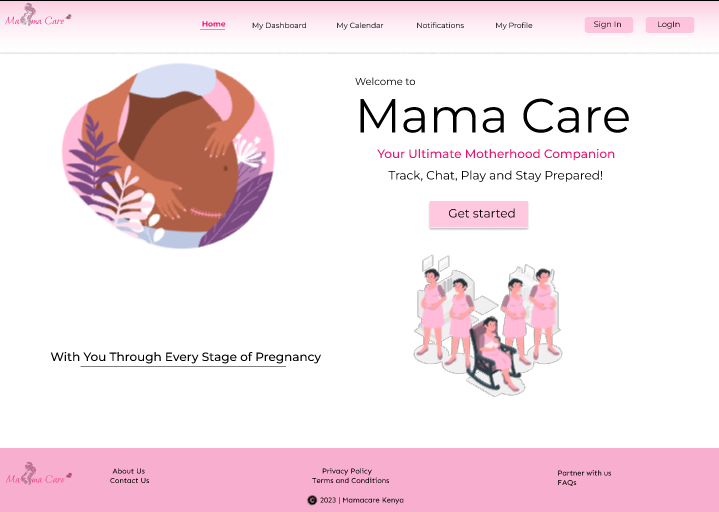 Mama Care
Home
My Dashboard
My Calendar
Notifications
My Profile
Sign In
LogIn
Welcome to
Mama Care
Your Ultimate Motherhood Companion
Track, Chat, Play and Stay Prepared!
Get started
With You Through Every Stage of Pregnancy
Mama Care
About Us
Contact Us
Privacy Policy
Terms and Conditions
C 2023 | Mamacare Kenya
Partner with us
FAQs